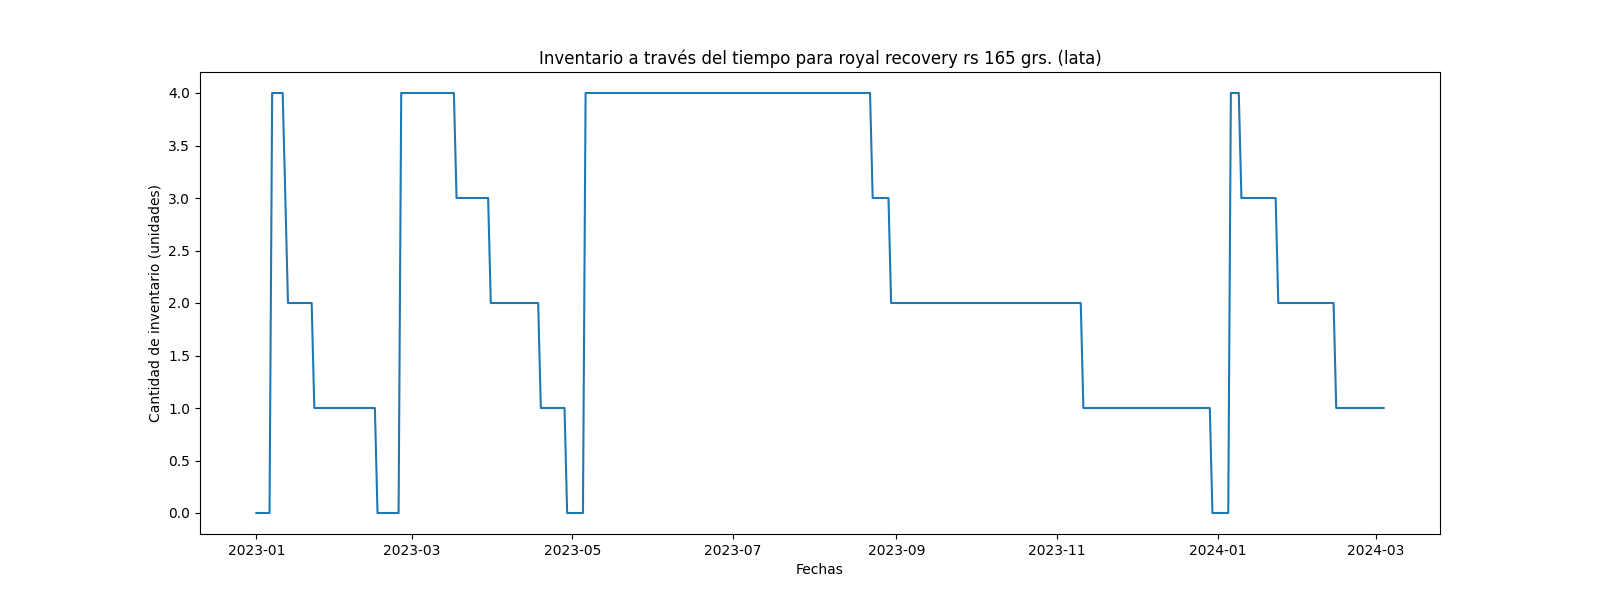 Inventario a través del tiempo para royal recovery rs 165 grs. (lata)
Cantidad de inventario (unidades)
4.0
3.5
3.0
2.5
2.0
1.5
1.0
0.5
0.0
2023-01 2023-03 2023-05 2023-07 2023-09 2023-11 2024-01 2024-03
Fechas